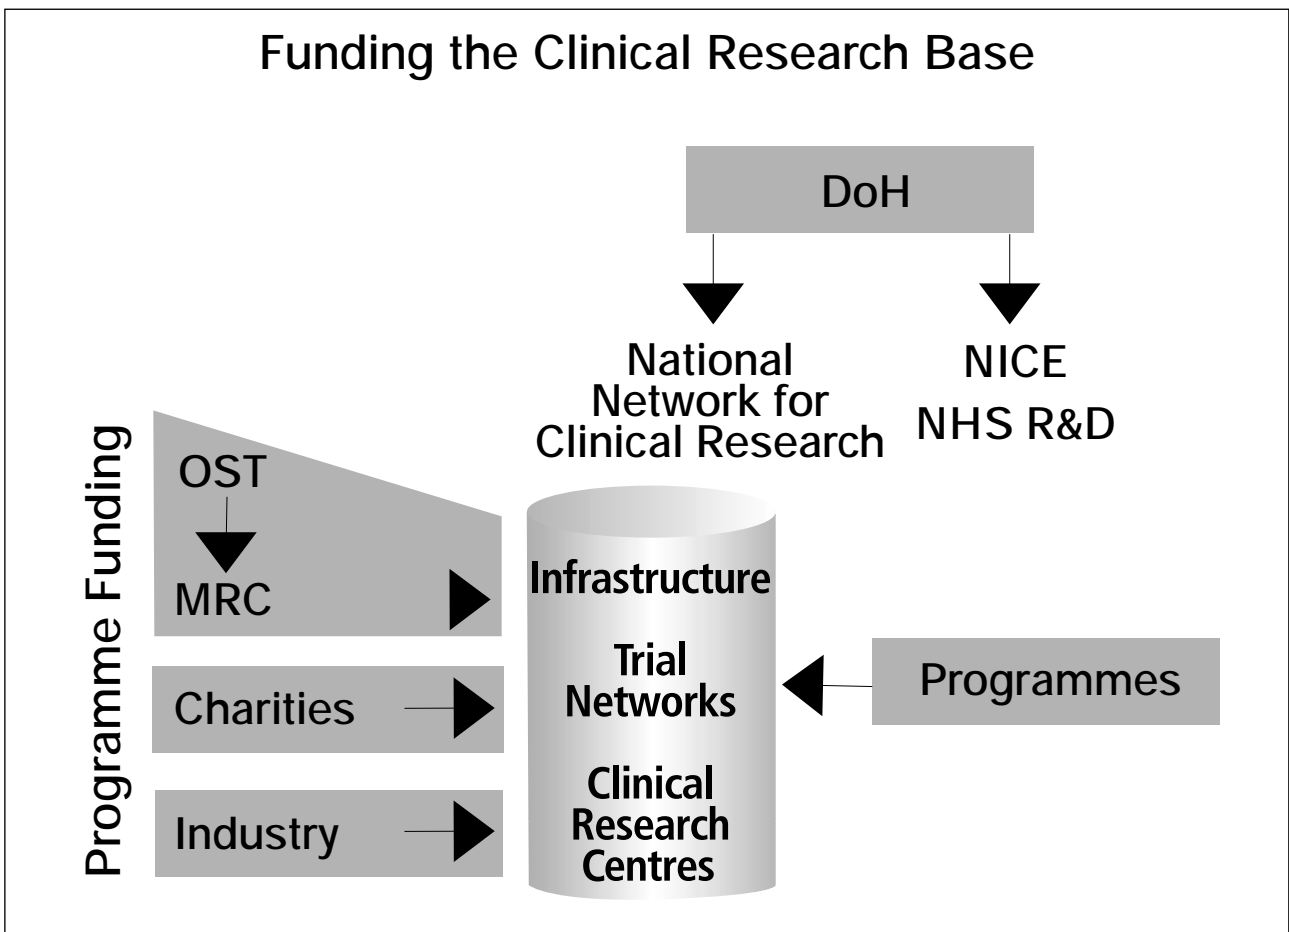 Funding the Clinical Research Base
DoH
National
Network for
Clinical Research
NICE
NHS R&D
Programme Funding
OST
MRC
Charities
Industry
Infrastructure
Trial
Networks
Clinical
Research
Centres
Programmes